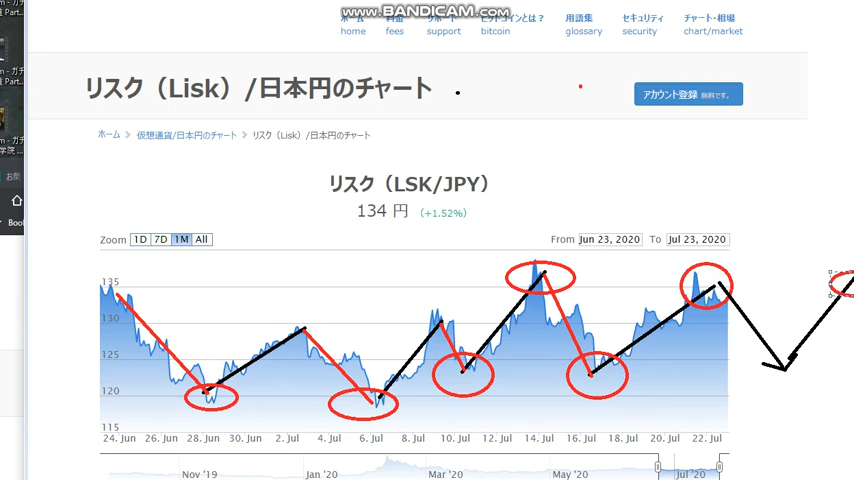 WWW.BANDICAM.COM
ホーム 料金 サポート ビットコインとは？ 用語集 セキュリティ チャート・相場
home fees support bitcoin glossary security chart/market
リスク（Lisk）/日本円のチャート
アカウント登録 無料です。
ホーム 仮想通貨/日本円のチャート リスク（Lisk）/日本円のチャート
リスク（LSK/JPY）
134 円 (+1.52%)
Zoom 1D 7D 1M All From Jun 23, 2020 To Jul 23, 2020
135
130
125
120
115
24. Jun 26. Jun 28. Jun 30. Jun 2. Jul 4. Jul 6. Jul 8. Jul 10. Jul 12. Jul 14. Jul 16. Jul 18. Jul 20. Jul 22. Jul
Nov '19 Jan '20 Mar '20 May '20 Jul '20
Part...
Part...
学院
お問
Book